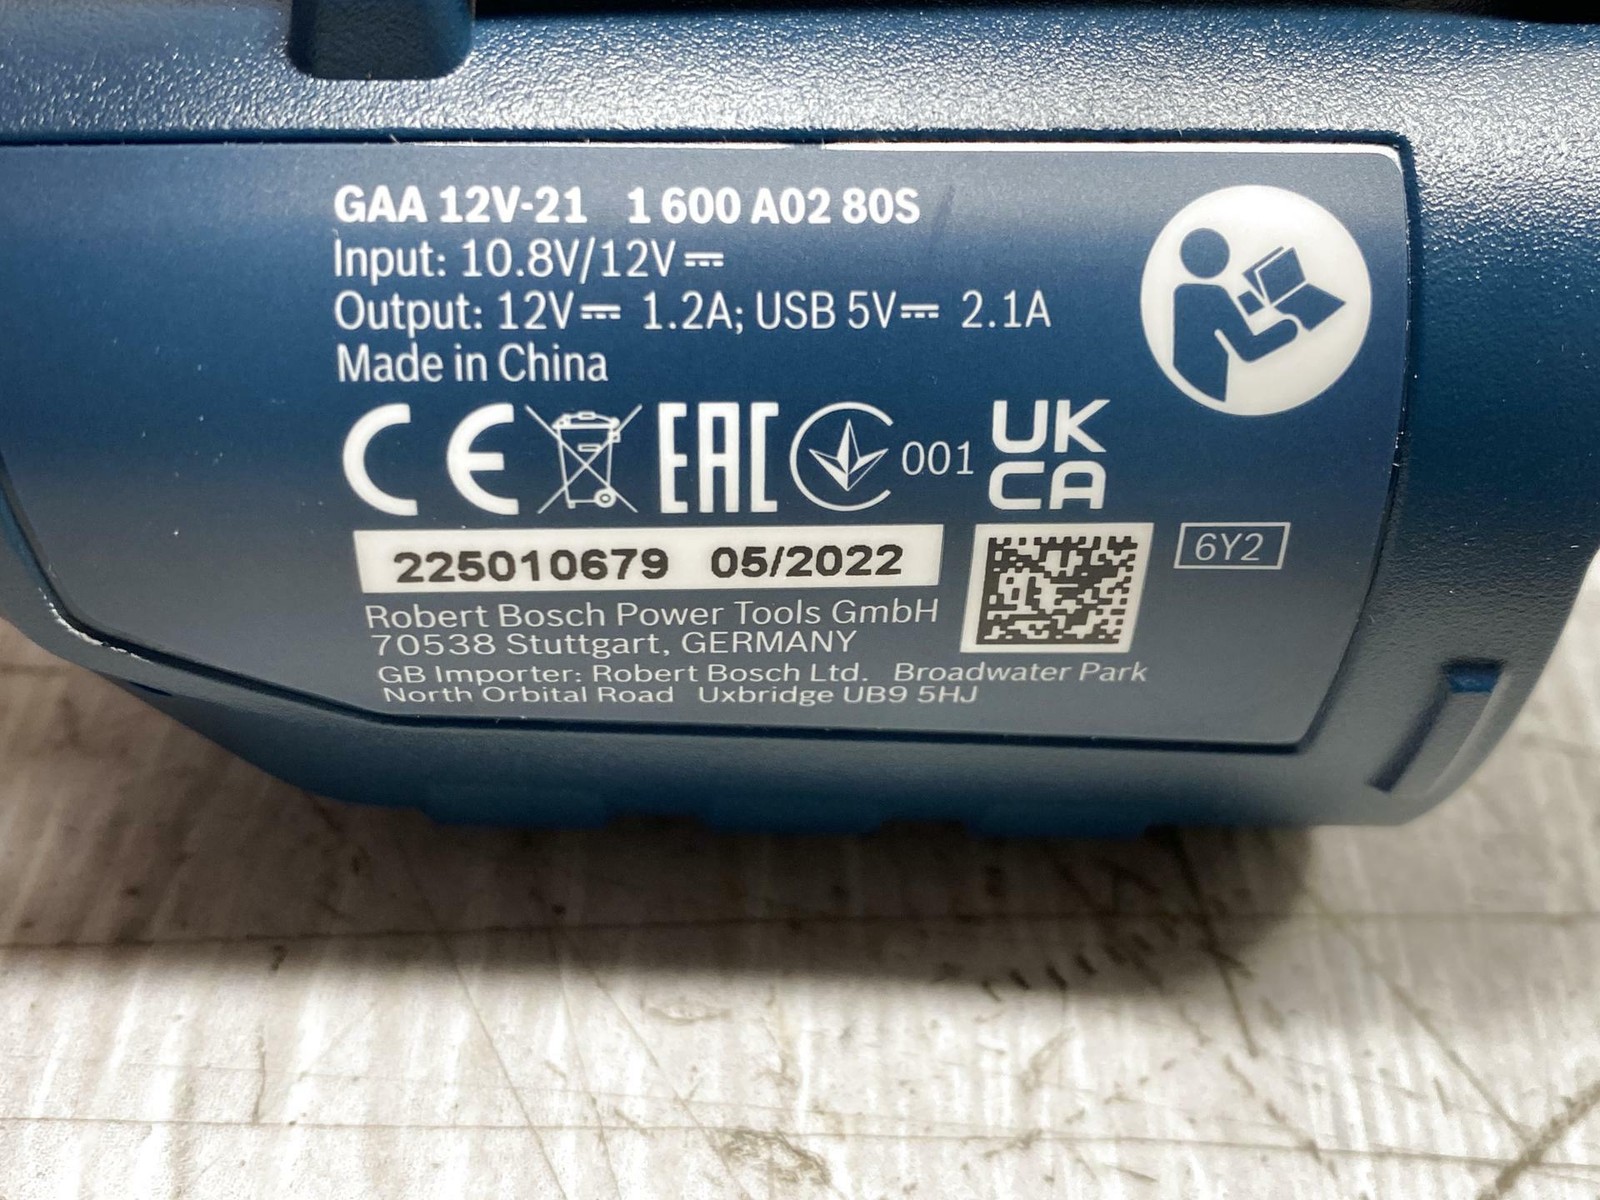 GAA 12V-21 1 600 A02 80S
Input: 10.8V/12V⎓
Output: 12V⎓ 1.2A; USB 5V⎓ 2.1A
Made in China
CE EAC 001 UK
CA
225010679 05/2022
6Y2
Robert Bosch Power Tools GmbH
70538 Stuttgart, GERMANY
GB Importer: Robert Bosch Ltd. Broadwater Park
North Orbital Road Uxbridge UB9 5HJ